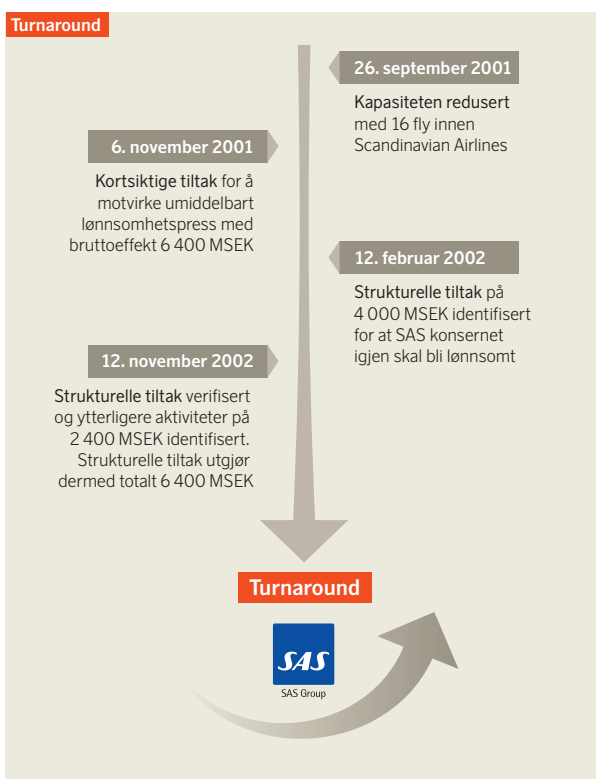 Turnaround
26. september 2001
Kapasiteten redusert
med 16 fly innen
Scandinavian Airlines
6. november 2001
Kortsiktige tiltak for å
motvirke umiddelbart
lønnsomhetspress med
bruttoeffekt 6 400 MSEK
12. februar 2002
Strukturelle tiltak på
4 000 MSEK identifisert
for at SAS konsernet
igjen skal bli lønnsomt
12. november 2002
Strukturelle tiltak verifisert
og ytterligere aktiviteter på
2 400 MSEK identifisert.
Strukturelle tiltak utgjør
dermed totalt 6 400 MSEK
Turnaround
SAS
SAS Group